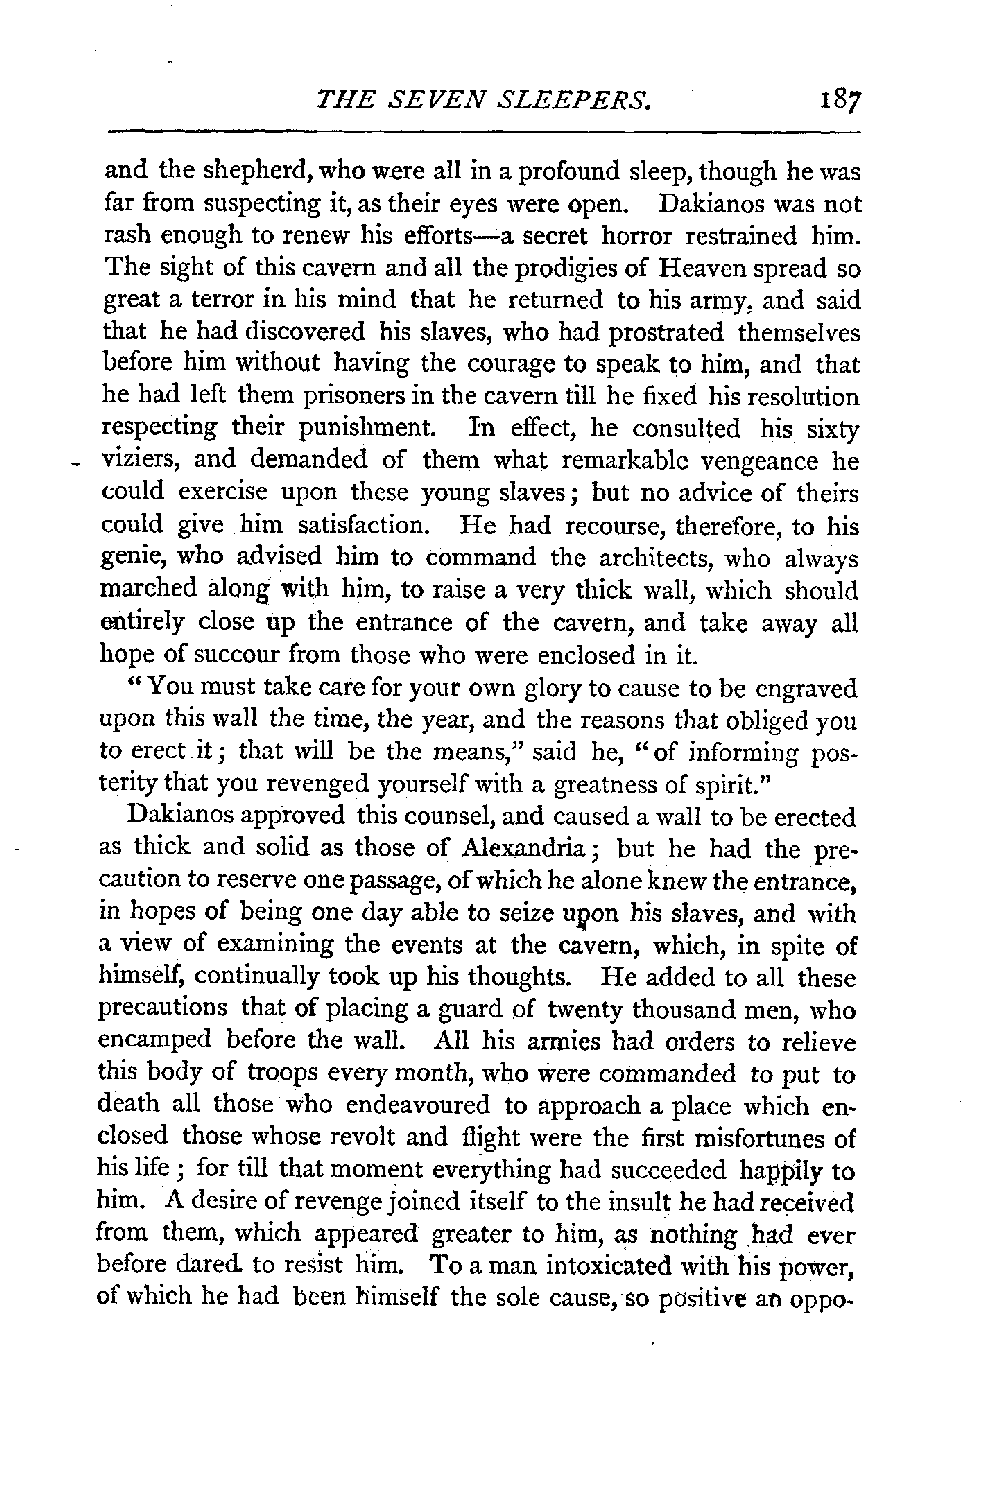 THE SEVEN SLEEPERS. 187
and the shepherd, who were all in a profound sleep, though he was
far from suspecting it, as their eyes were open. Dakianos was not
rash enough to renew his efforts—a secret horror restrained him.
The sight of this cavern and all the prodigies of Heaven spread so
great a terror in his mind that he returned to his army, and said
that he had discovered his slaves, who had prostrated themselves
before him without having the courage to speak to him, and that
he had left them prisoners in the cavern till he fixed his resolution
respecting their punishment. In effect, he consulted his sixty
viziers, and demanded of them what remarkable vengeance he
could exercise upon these young slaves; but no advice of theirs
could give him satisfaction. He had recourse, therefore, to his
genie, who advised him to command the architects, who always
marched along with him, to raise a very thick wall, which should
entirely close up the entrance of the cavern, and take away all
hope of succour from those who were enclosed in it.
"You must take care for your own glory to cause to be engraved
upon this wall the time, the year, and the reasons that obliged you
to erect it; that will be the means," said he, "of informing pos-
terity that you revenged yourself with a greatness of spirit."
Dakianos approved this counsel, and caused a wall to be erected
as thick and solid as those of Alexandria; but he had the pre-
caution to reserve one passage, of which he alone knew the entrance,
in hopes of being one day able to seize upon his slaves, and with
a view of examining the events at the cavern, which, in spite of
himself, continually took up his thoughts. He added to all these
precautions that of placing a guard of twenty thousand men, who
encamped before the wall. All his armies had orders to relieve
this body of troops every month, who were commanded to put to
death all those who endeavoured to approach a place which en-
closed those whose revolt and flight were the first misfortunes of
his life; for till that moment everything had succeeded happily to
him. A desire of revenge joined itself to the insult he had received
from them, which appeared greater to him, as nothing had ever
before dared to resist him. To a man intoxicated with his power,
of which he had been himself the sole cause, so positive an oppo-